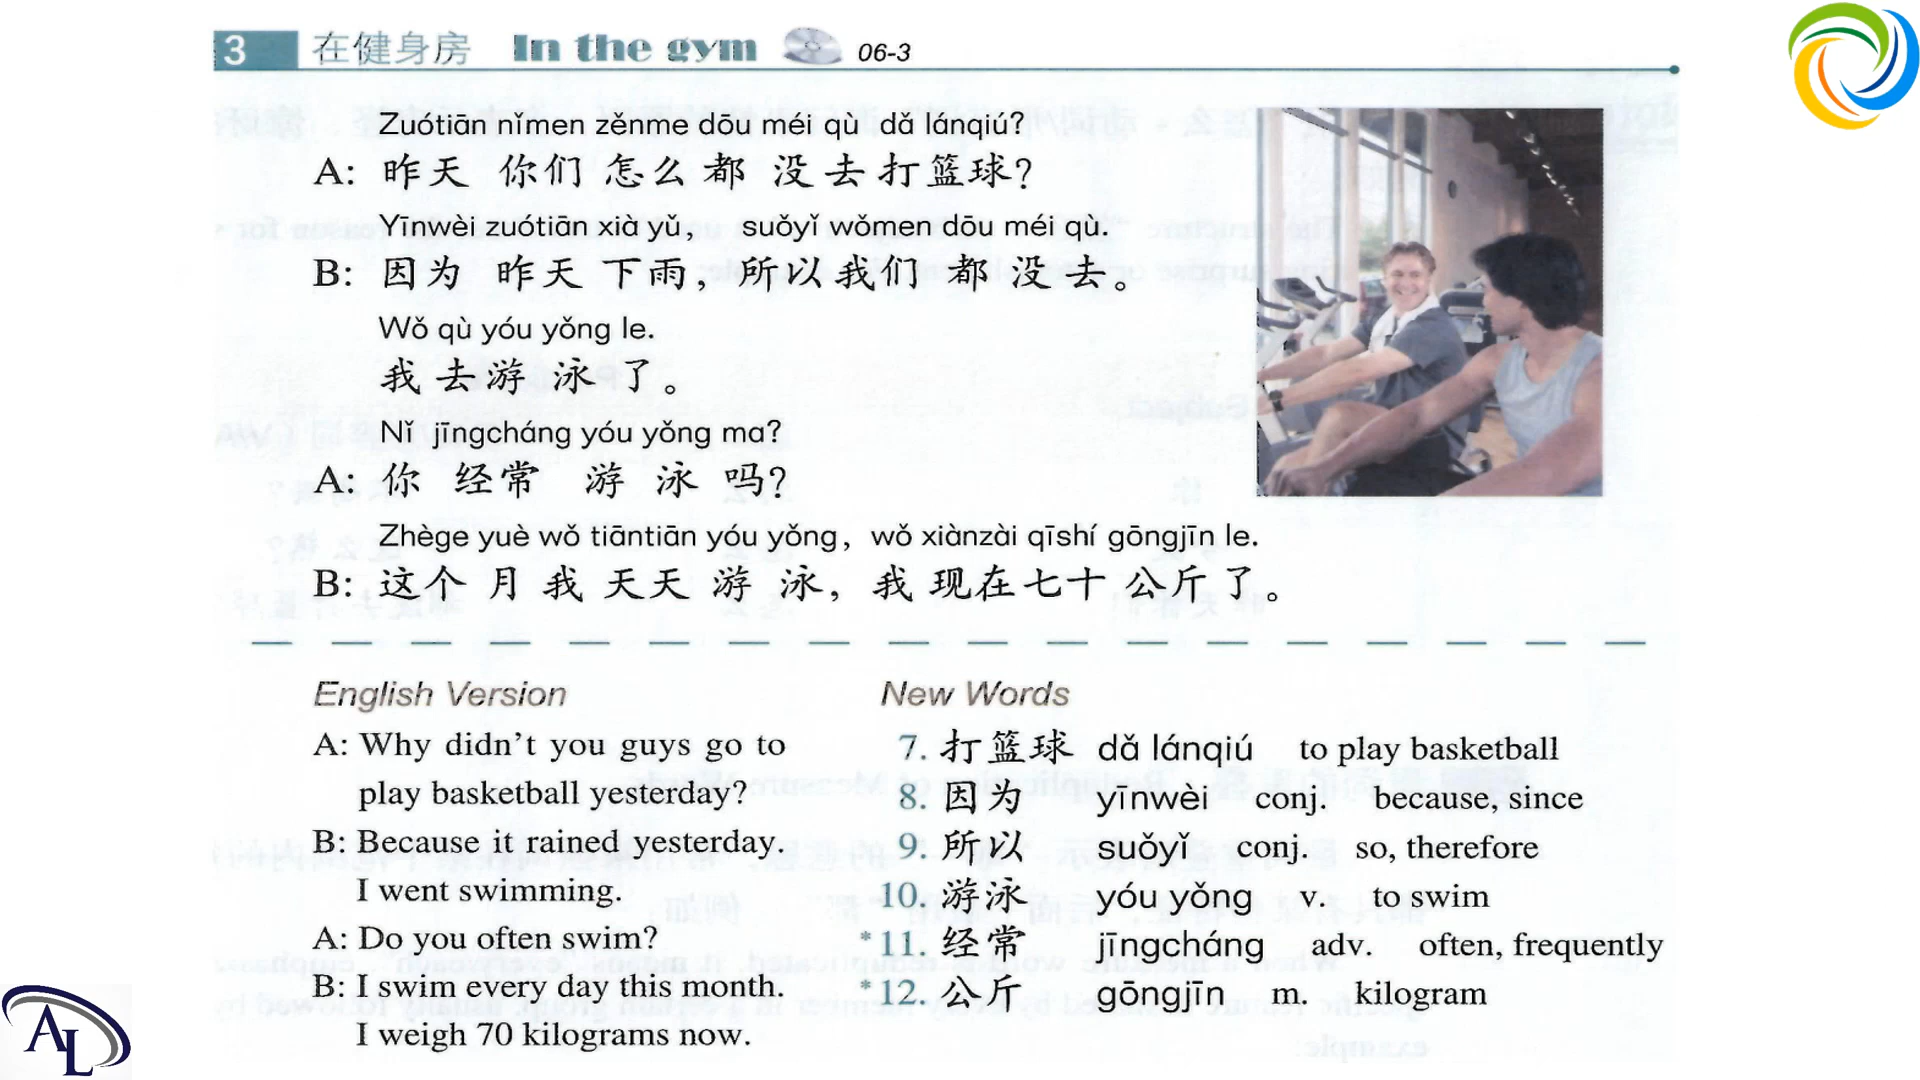 3 在健身房 In the gym 06-3
Zuótiān nǐmen zěnme dōu méi qù dǎ lánqiú?
A: 昨天 你们 怎么 都 没 去 打 篮球?
Yīnwèi zuótiān xià yǔ, suǒyǐ wǒmen dōu méi qù.
B: 因为 昨天 下雨, 所以 我们 都 没 去。
Wǒ qù yóu yǒng le.
我 去 游 泳 了。
Nǐ jīngcháng yóu yǒng ma?
A: 你 经常 游 泳 吗?
Zhège yuè wǒ tiāntiān yóu yǒng, wǒ xiànzài qīshí gōngjīn le.
B: 这个 月 我 天天 游 泳, 我 现在 七十 公斤 了。
English Version
A: Why didn't you guys go to
play basketball yesterday?
B: Because it rained yesterday.
I went swimming.
A: Do you often swim?
B: I swim every day this month.
I weigh 70 kilograms now.
New Words
7. 打篮球 dǎ lánqiú to play basketball
8. 因为 yīnwèi conj. because, since
9. 所以 suǒyǐ conj. so, therefore
10. 游泳 yóu yǒng v. to swim
*11. 经常 jīngcháng adv. often, frequently
*12. 公斤 gōngjīn m. kilogram
AL